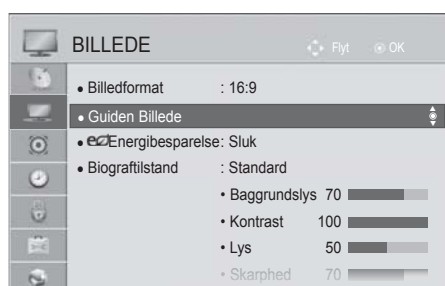 BILLEDE
Flyt
OK
• Billedformat : 16:9
• Guiden Billede
• eco Energibesparelse: Sluk
• Biograftilstand : Standard
• Baggrundslys 70
• Kontrast 100
• Lys 50
• Skarphed 70